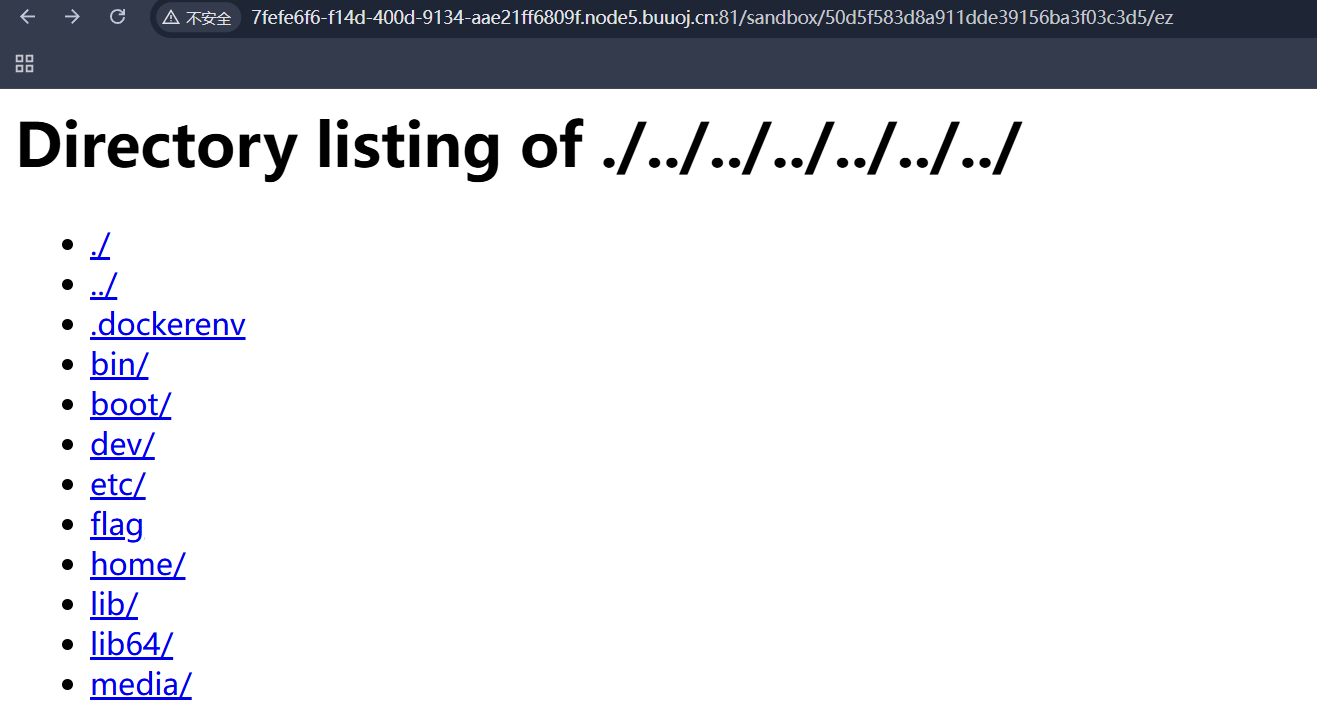 不安全 7fefe6f6-f14d-400d-9134-aae21ff6809f.node5.buuoj.cn:81/sandbox/50d5f583d8a911dde39156ba3f03c3d5/ez
Directory listing of ./../../../../../../
./
../
.dockerenv
bin/
boot/
dev/
etc/
flag
home/
lib/
lib64/
media/